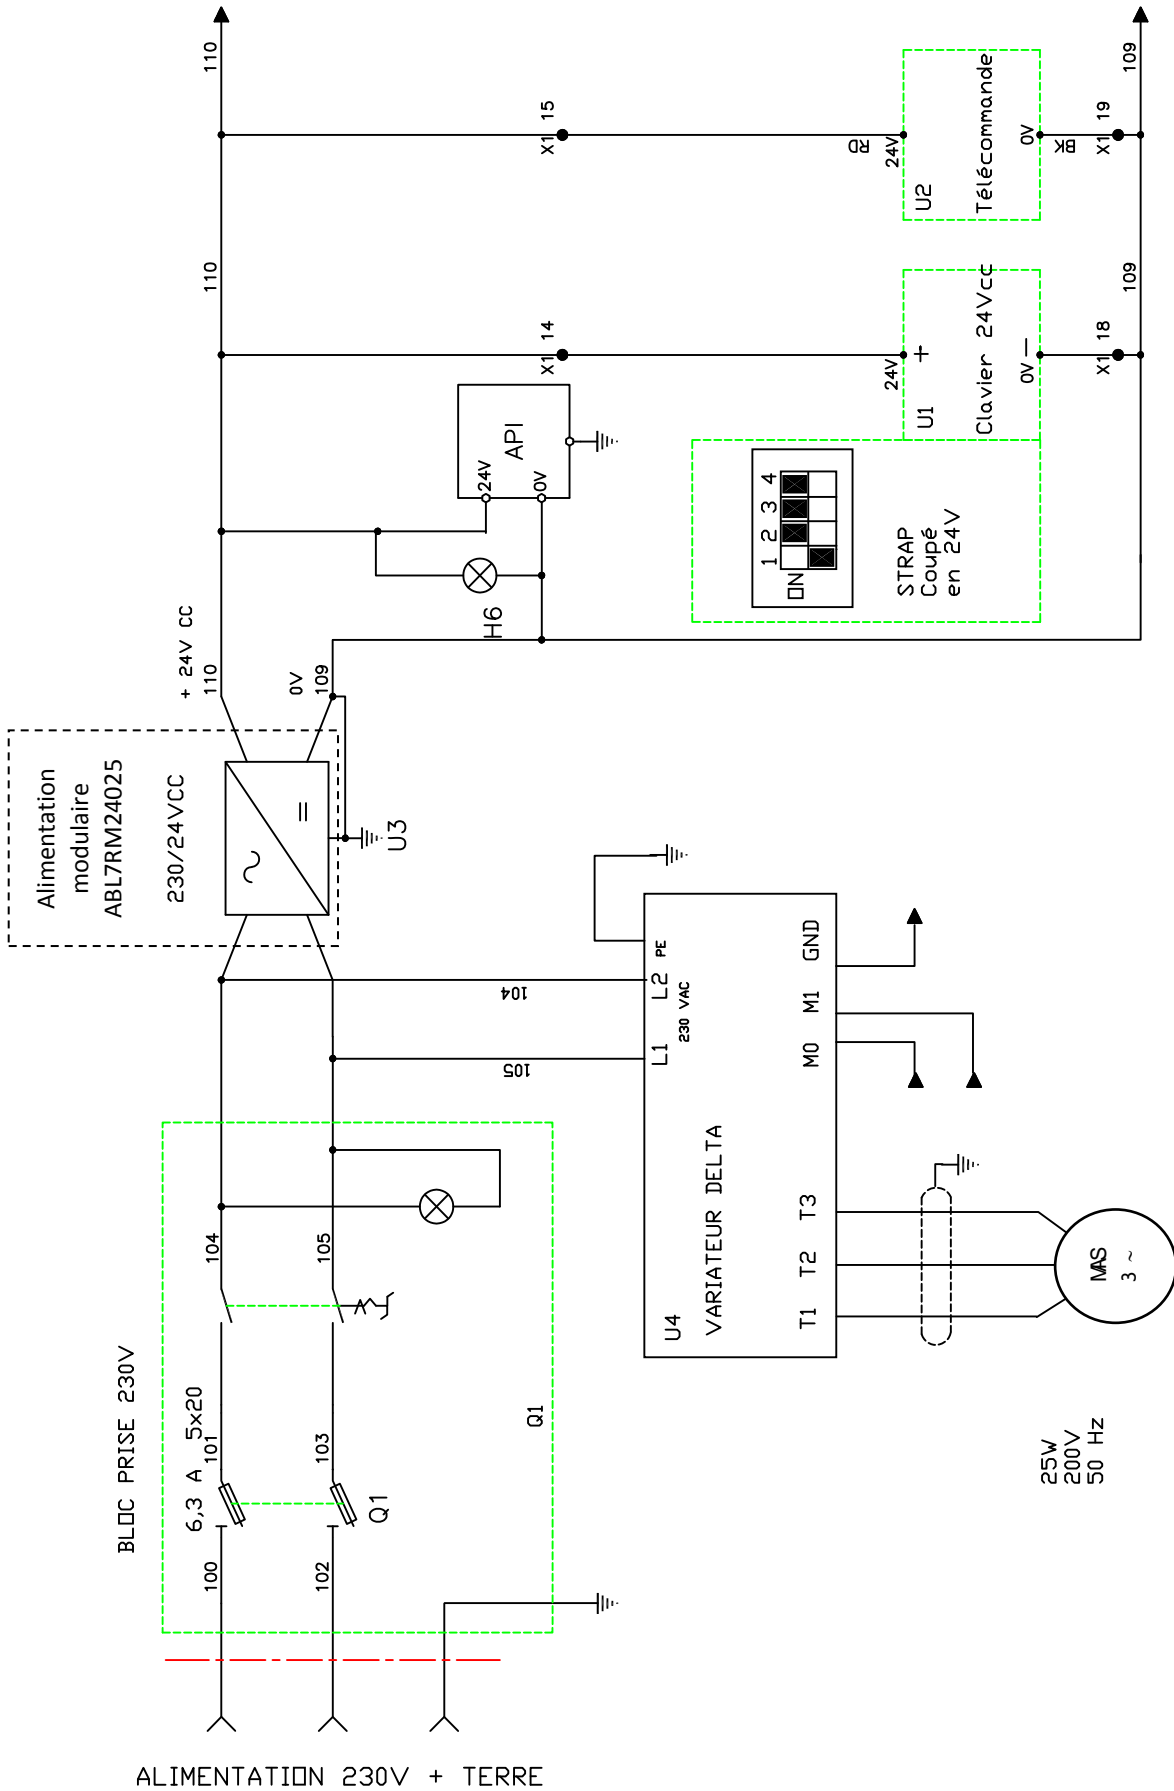 ALIMENTATION 230V + TERRE
BLOC PRISE 230V
6,3 A 5x20
100
101
104
102
103
105
Q1
Q1
Alimentation
modulaire
ABL7RM24025
230/24VCC
U3
+ 24V CC
110
0V
109
110
110
H6
24V
0V
API
X1 14
X1 15
104
105
L1
L2
PE
230 VAC
U4
VARIATEUR DELTA
T1
T2
T3
M0
M1
GND
MAS
3 ~
25W
200V
50 Hz
1 2 3 4
ON
STRAP
Coupé
en 24V
24V
+
U1
Clavier 24Vcc
0V
—
X1 18
109
RD
24V
U2
Télécommande
0V
BK
X1 19
109